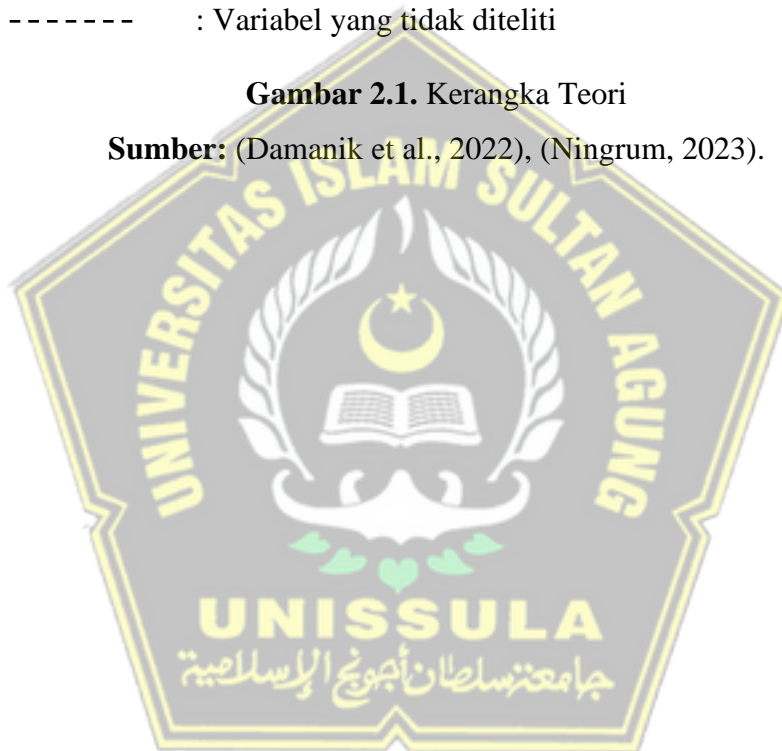 ------- : Variabel yang tidak diteliti
Gambar 2.1. Kerangka Teori
Sumber: (Damanik et al., 2022), (Ningrum, 2023).
UNIVERSITAS ISLAM SULTAN AGUNG
UNISSULA
جامعتنسلطان أجونج الإسلامية